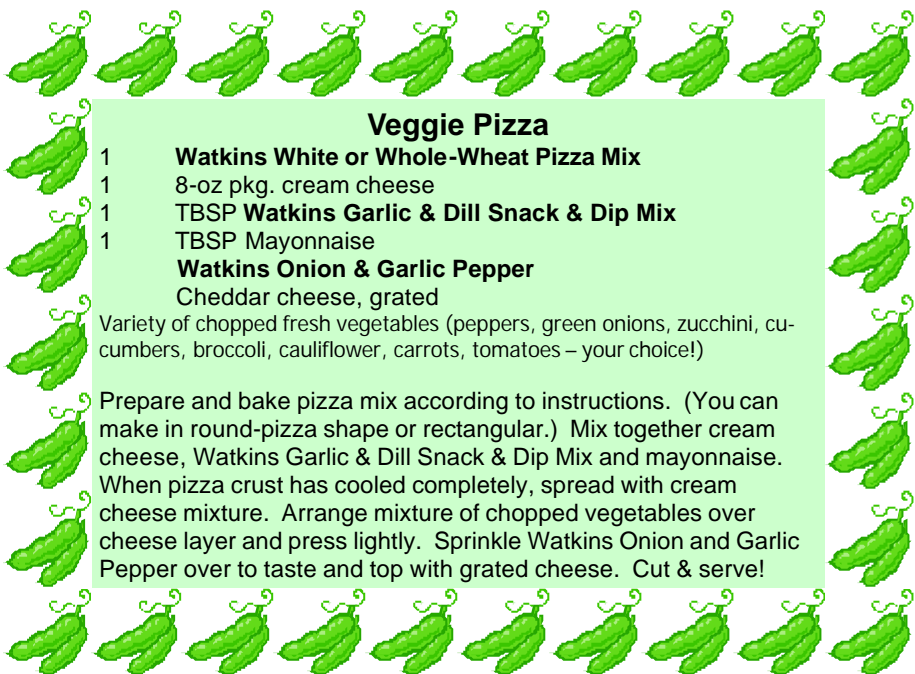 Veggie Pizza
1 Watkins White or Whole-Wheat Pizza Mix
1 8-oz pkg. cream cheese
1 TBSP Watkins Garlic & Dill Snack & Dip Mix
1 TBSP Mayonnaise
Watkins Onion & Garlic Pepper
Cheddar cheese, grated
Variety of chopped fresh vegetables (peppers, green onions, zucchini, cu-
cumbers, broccoli, cauliflower, carrots, tomatoes – your choice!)
Prepare and bake pizza mix according to instructions. (You can
make in round-pizza shape or rectangular.) Mix together cream
cheese, Watkins Garlic & Dill Snack & Dip Mix and mayonnaise.
When pizza crust has cooled completely, spread with cream
cheese mixture. Arrange mixture of chopped vegetables over
cheese layer and press lightly. Sprinkle Watkins Onion and Garlic
Pepper over to taste and top with grated cheese. Cut & serve!